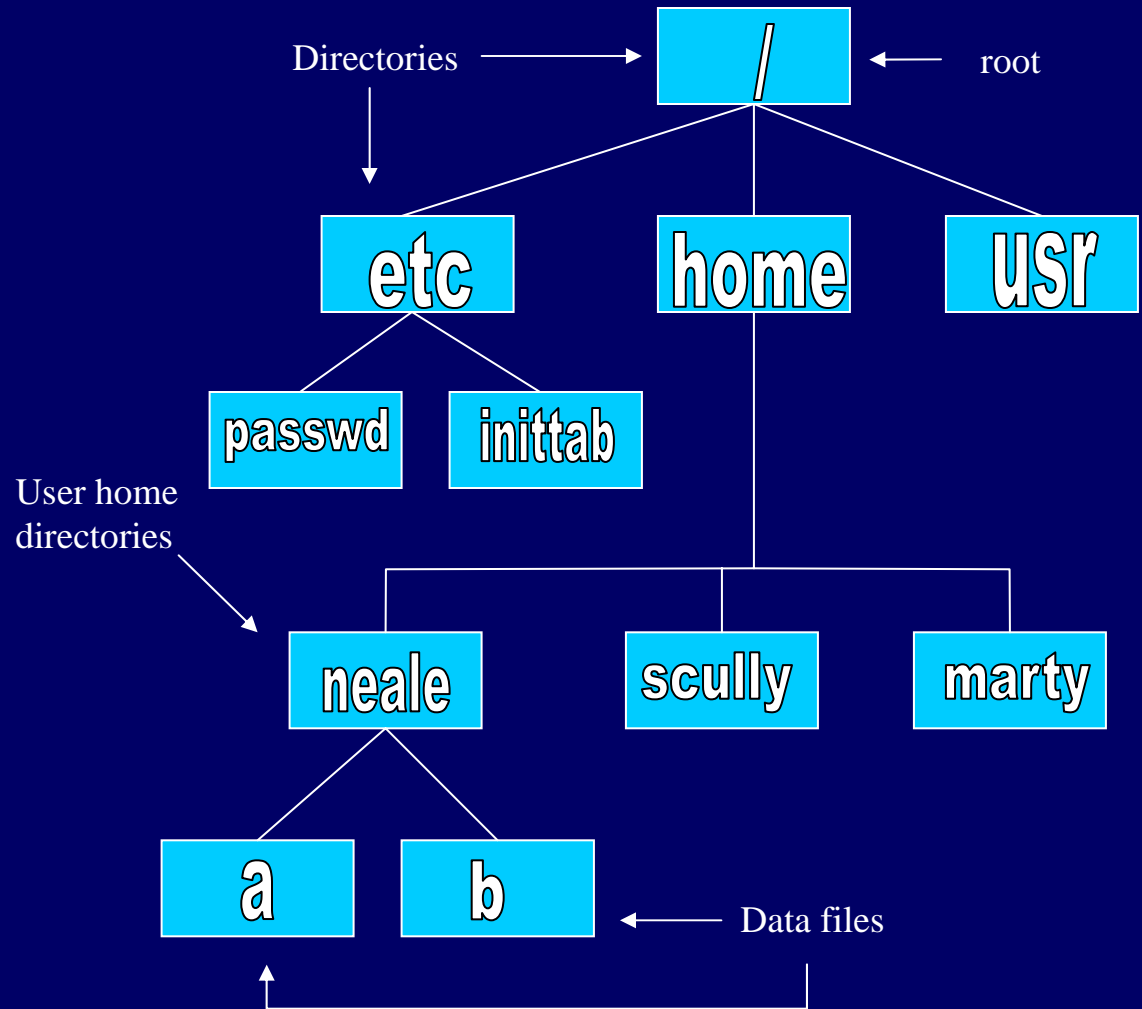 Directories
/
root
etc
home
usr
passwd
inittab
User home
directories
neale
scully
marty
a
b
Data files